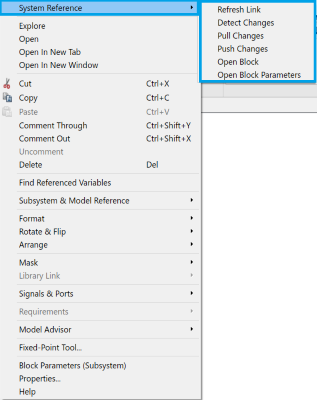 System Reference
Refresh Link
Detect Changes
Pull Changes
Push Changes
Open Block
Open Block Parameters
Explore
Open
Open In New Tab
Open In New Window
Cut Ctrl+X
Copy Ctrl+C
Paste Ctrl+V
Comment Through Ctrl+Shift+Y
Comment Out Ctrl+Shift+X
Uncomment
Delete Del
Find Referenced Variables
Subsystem & Model Reference
Format
Rotate & Flip
Arrange
Mask
Library Link
Signals & Ports
Requirements
Model Advisor
Fixed-Point Tool...
Block Parameters (Subsystem)
Properties...
Help